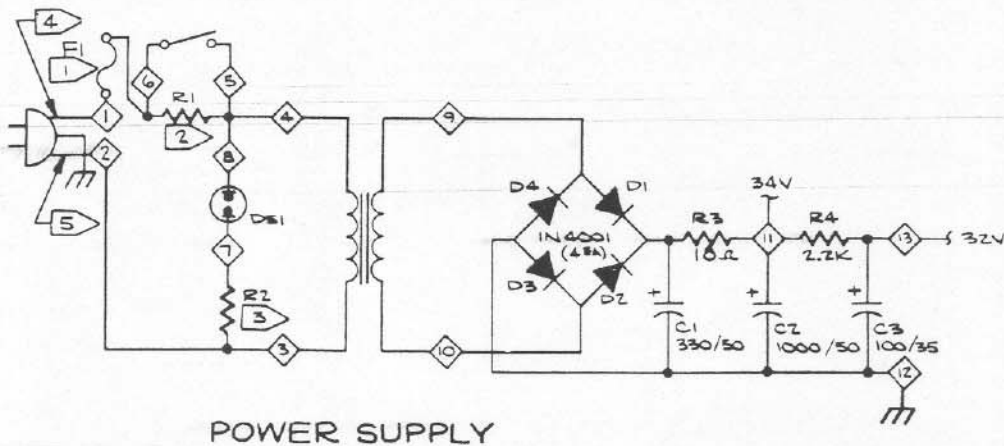 4
F1
1
6
5
R1
2
1
2
4
9
8
DS1
5
7
R2
3
3
10
D4
D1
1N4001
(4EA)
D3
D2
34V
R3
10Ω
11
R4
2.2K
13
32V
+
C1
330/50
+
C2
1000/50
+
C3
100/35
12
POWER SUPPLY